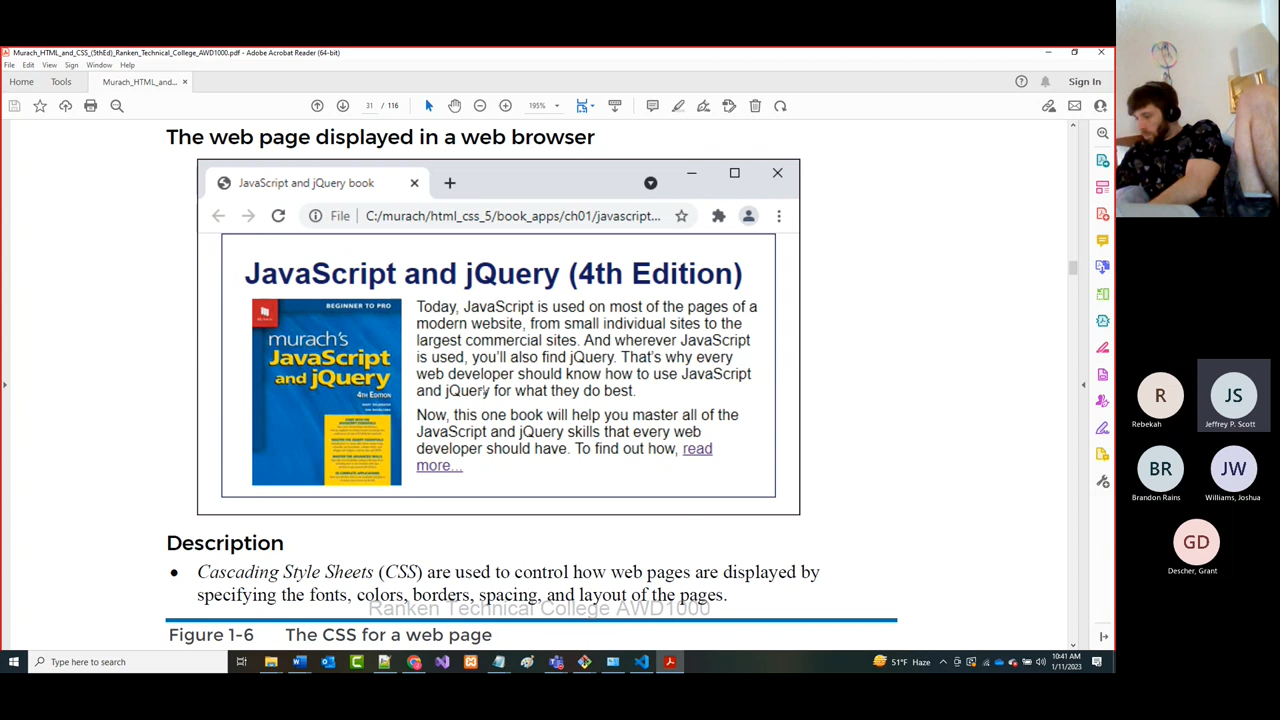 Murach_HTML_and_CSS_(5thEd)_Ranken_Technical_College_AWD1000.pdf - Adobe Acrobat Reader (64-bit)
File Edit View Sign Window Help
Home Tools Murach_HTML_and... × Sign In
31 / 116 195%
The web page displayed in a web browser
JavaScript and jQuery book
File C:/murach/html_css_5/book_apps/ch01/javascript...
JavaScript and jQuery (4th Edition)
BEGINNER TO PRO
murach's
JavaScript
and jQuery
4TH EDITION
Today, JavaScript is used on most of the pages of a
modern website, from small individual sites to the
largest commercial sites. And wherever JavaScript
is used, you'll also find jQuery. That's why every
web developer should know how to use JavaScript
and jQuery for what they do best.
Now, this one book will help you master all of the
JavaScript and jQuery skills that every web
developer should have. To find out how, read
more...
Description
• Cascading Style Sheets (CSS) are used to control how web pages are displayed by
specifying the fonts, colors, borders, spacing, and layout of the pages.
Ranken Technical College AWD1000
Figure 1-6 The CSS for a web page
Type here to search
51°F Haze
10:41 AM
1/11/2023
R
Rebekah
JS
Jeffrey P. Scott
BR
Brandon Rains
JW
Williams, Joshua
GD
Descher, Grant